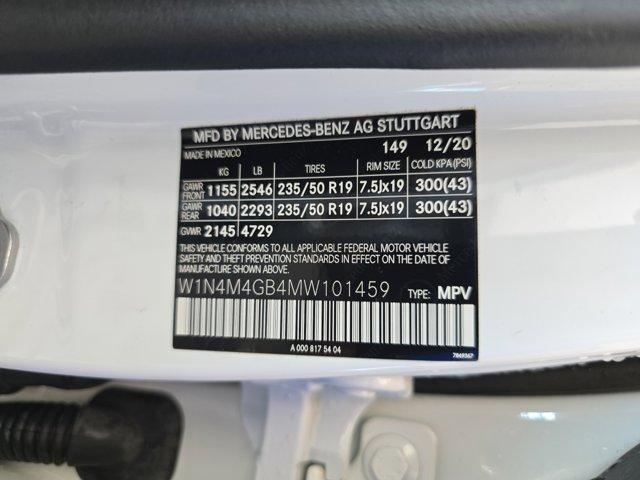 MFD BY MERCEDES-BENZ AG STUTTGART
MADE IN MEXICO 149 12/20
KG LB TIRES RIM SIZE COLD KPA(PSI)
GAWR FRONT 1155 2546 235/50 R19 7.5Jx19 300(43)
GAWR REAR 1040 2293 235/50 R19 7.5Jx19 300(43)
GVWR 2145 4729
THIS VEHICLE CONFORMS TO ALL APPLICABLE FEDERAL MOTOR VEHICLE
SAFETY AND THEFT PREVENTION STANDARDS IN EFFECT ON THE DATE
OF MANUFACTURE SHOWN ABOVE.
W1N4M4GB4MW101459 TYPE: MPV
A 000 817 54 04 7849367